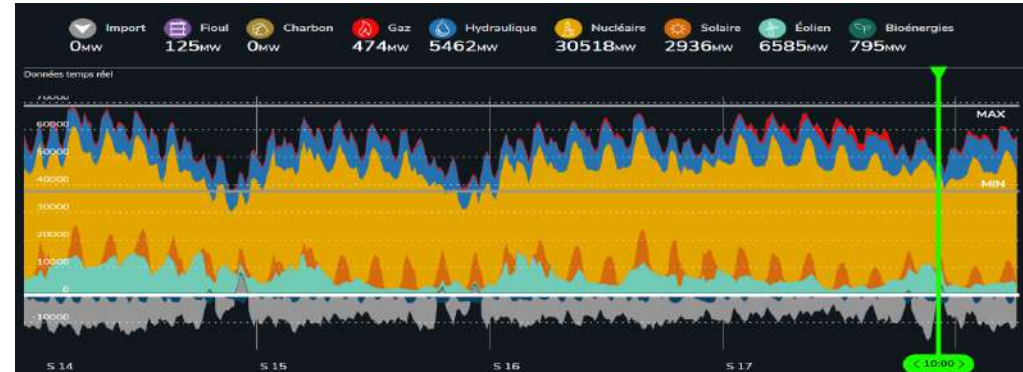 Import Fioul Charbon Gaz Hydraulique Nucléaire Solaire Éolien Bioénergies
0MW 125MW 0MW 474MW 5462MW 30518MW 2936MW 6585MW 795MW
Données temps réel
70000
MAX
60000
50000
40000
MIN
30000
20000
10000
0
-10000
S 14 S 15 S 16 S 17 < 10:00 >